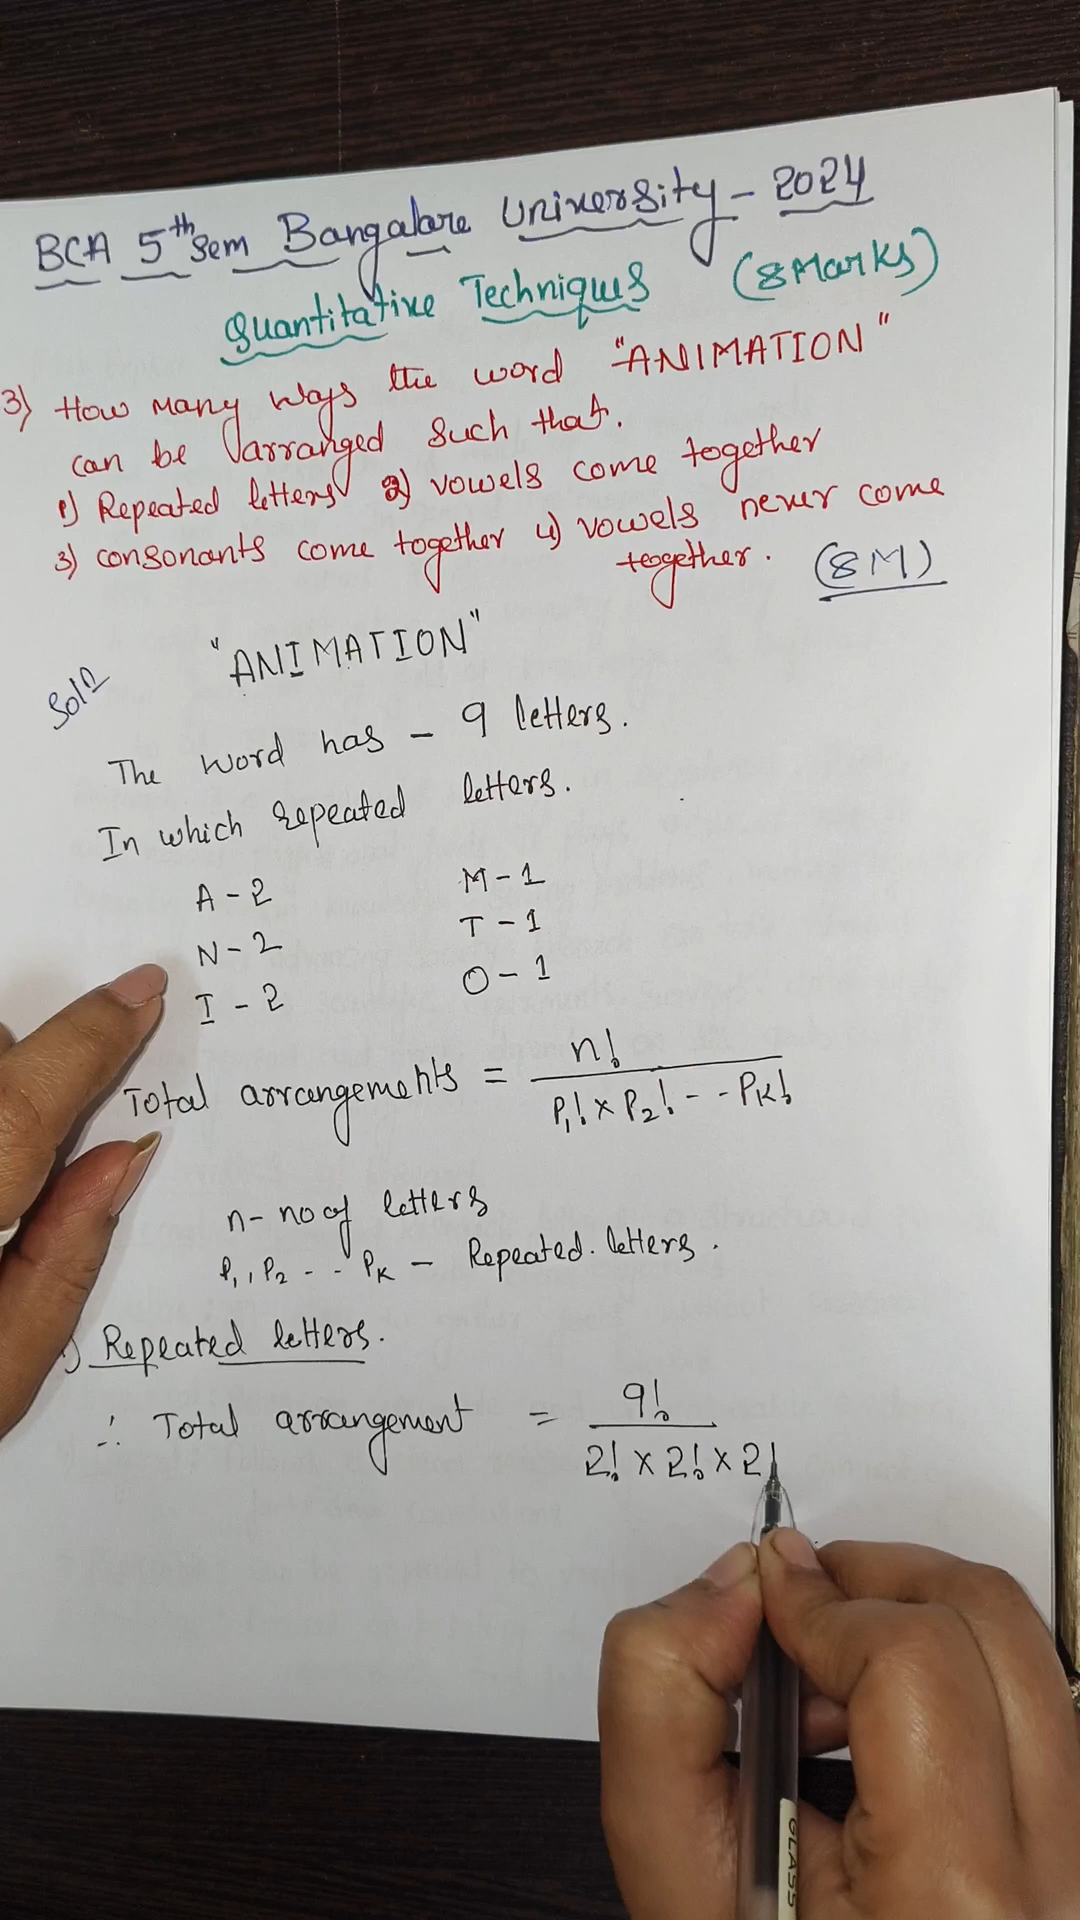 BCA 5th Sem Bangalore University - 2024
Quantitative Techniques (8 Marks)
3) How many ways the word "ANIMATION"
can be arranged such that.
1) Repeated letters 2) vowels come together
3) consonants come together 4) vowels never come
together. (8M)
Soln "ANIMATION"
The word has - 9 letters.
In which repeated letters.
A - 2 M - 1
N - 2 T - 1
I - 2 O - 1
Total arrangements = n! / P1! × P2! - - PK!
n - no of letters
P1, P2 - - PK - Repeated. letters.
) Repeated letters.
∴ Total arrangement = 9! / 2! × 2! × 2!
GLASS